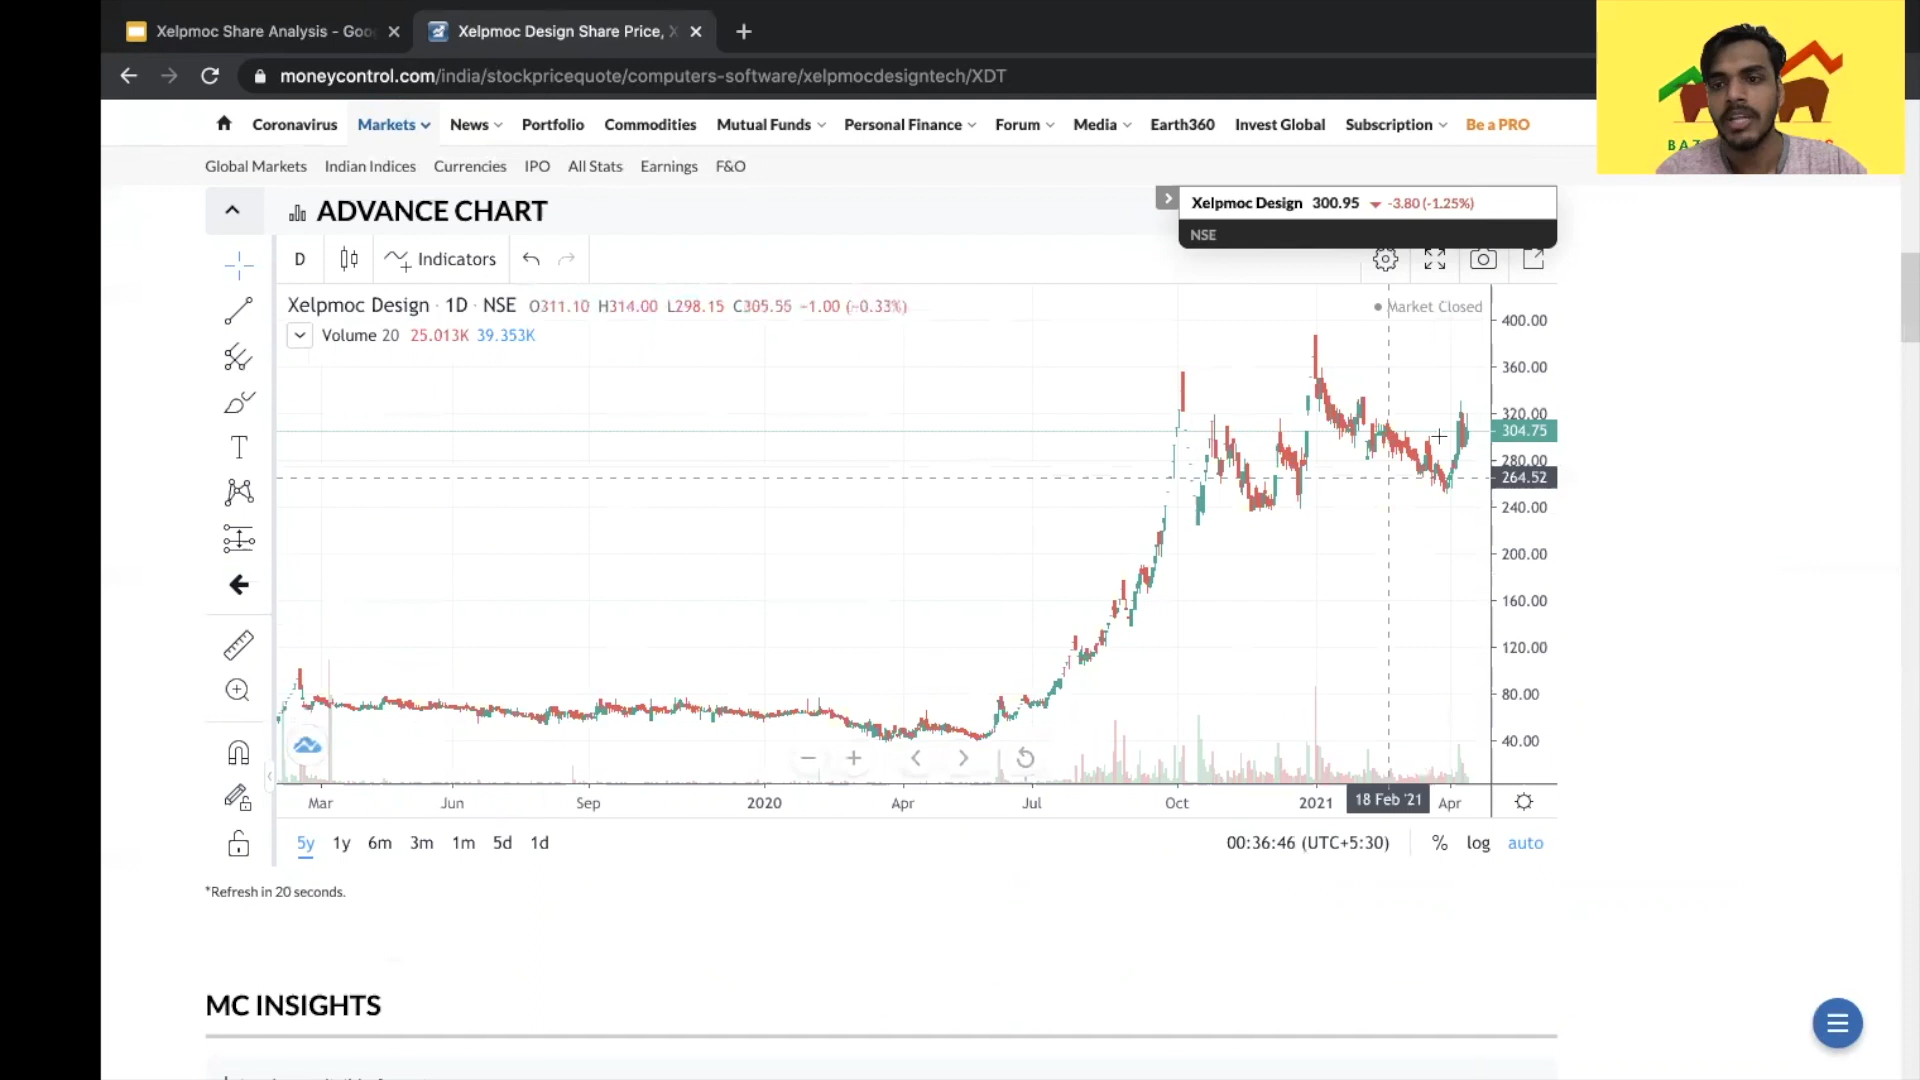 Xelpmoc Share Analysis - Goo
Xelpmoc Design Share Price, X
moneycontrol.com/india/stockpricequote/computers-software/xelpmocdesigntech/XDT
Coronavirus Markets News Portfolio Commodities Mutual Funds Personal Finance Forum Media Earth360 Invest Global Subscription Be a PRO
Global Markets Indian Indices Currencies IPO All Stats Earnings F&O
ADVANCE CHART
Xelpmoc Design 300.95 -3.80 (-1.25%)
NSE
D Indicators
Xelpmoc Design · 1D · NSE O311.10 H314.00 L298.15 C305.55 −1.00 (−0.33%)
Market Closed
Volume 20 25.013K 39.353K
400.00
360.00
320.00
304.75
280.00
264.52
240.00
200.00
160.00
120.00
80.00
40.00
Mar Jun Sep 2020 Apr Jul Oct 2021 18 Feb '21 Apr
5y 1y 6m 3m 1m 5d 1d 00:36:46 (UTC+5:30) % log auto
*Refresh in 20 seconds.
MC INSIGHTS